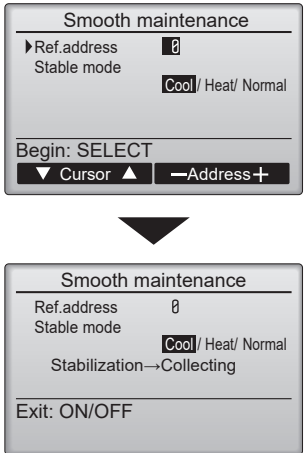 Smooth maintenance
▶Ref.address 0
Stable mode
Cool / Heat/ Normal
Begin: SELECT
▼ Cursor ▲ −Address+
Smooth maintenance
Ref.address 0
Stable mode
Cool / Heat/ Normal
Stabilization→Collecting
Exit: ON/OFF